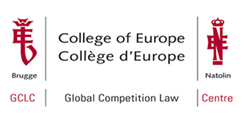 College of Europe
Collège d'Europe
Brugge
Natolin
GCLC | Global Competition Law | Centre